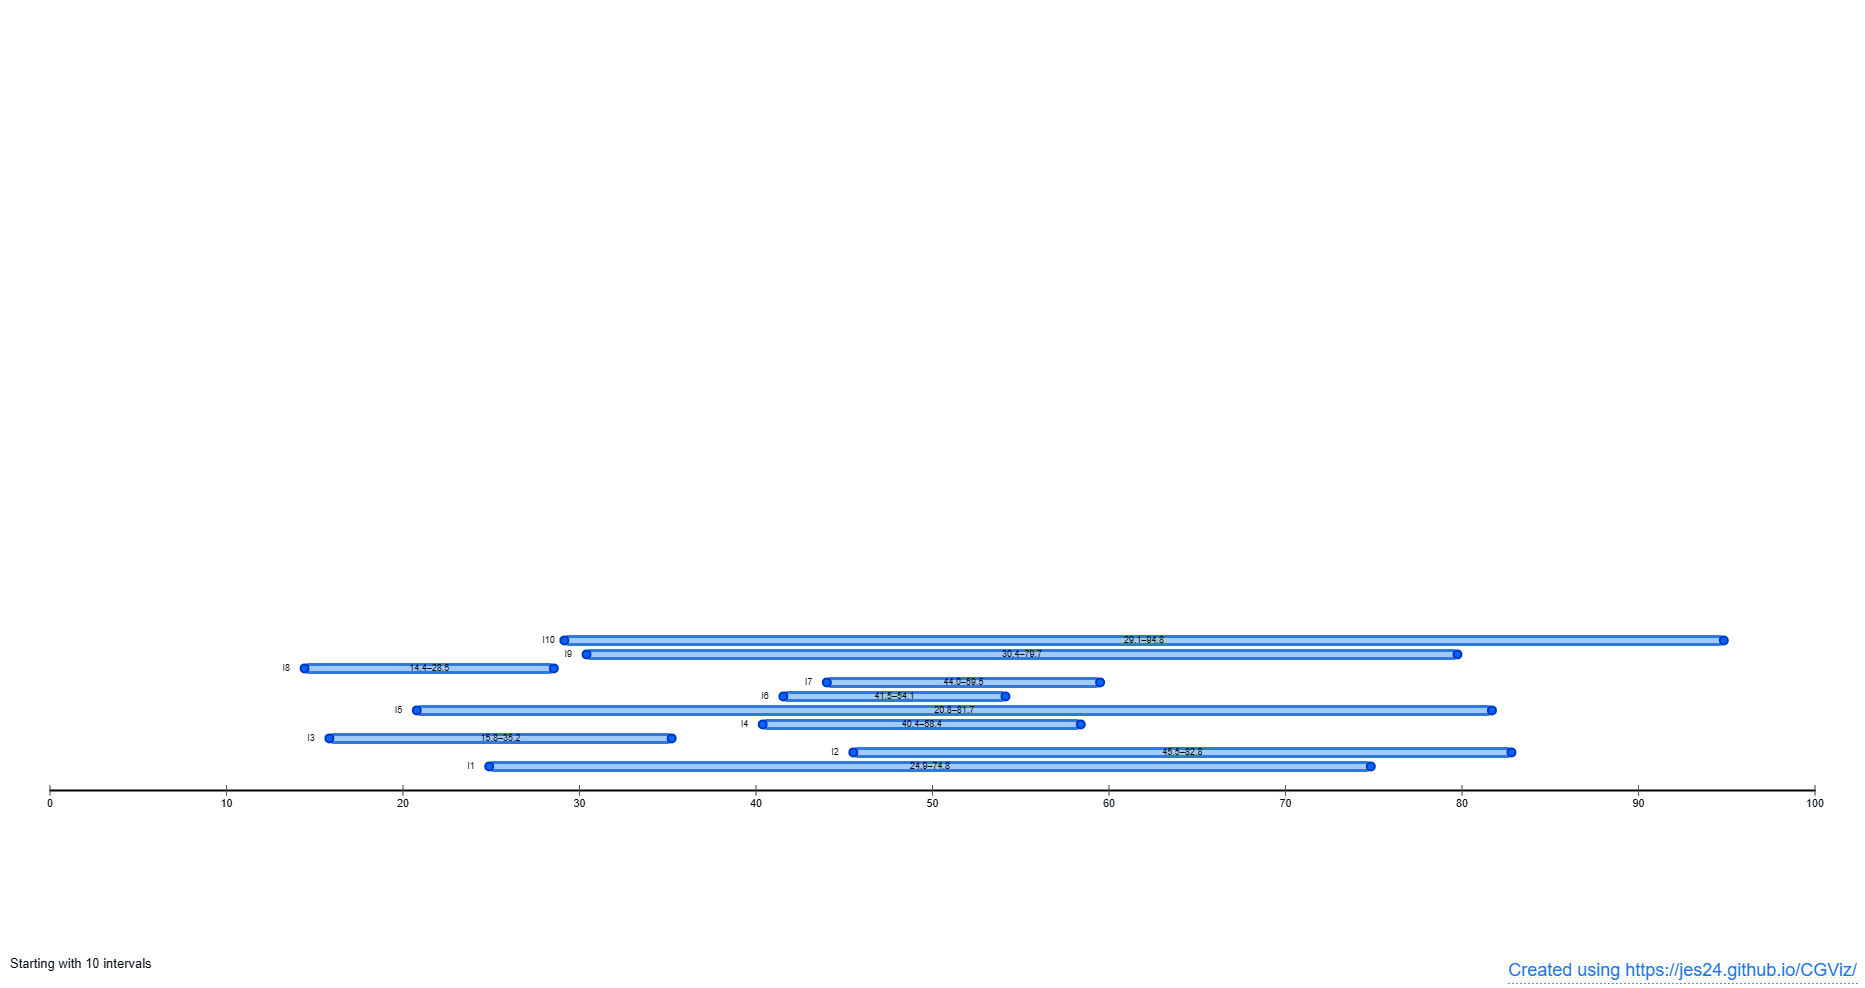 I10 29.1–94.8
I9 30.4–79.7
I8 14.4–28.5
I7 44.0–59.5
I6 41.5–54.1
I5 20.8–81.7
I4 40.4–58.4
I3 15.8–35.2
I2 45.5–82.8
I1 24.9–74.8
0 10 20 30 40 50 60 70 80 90 100
Starting with 10 intervals
Created using https://jes24.github.io/CGViz/